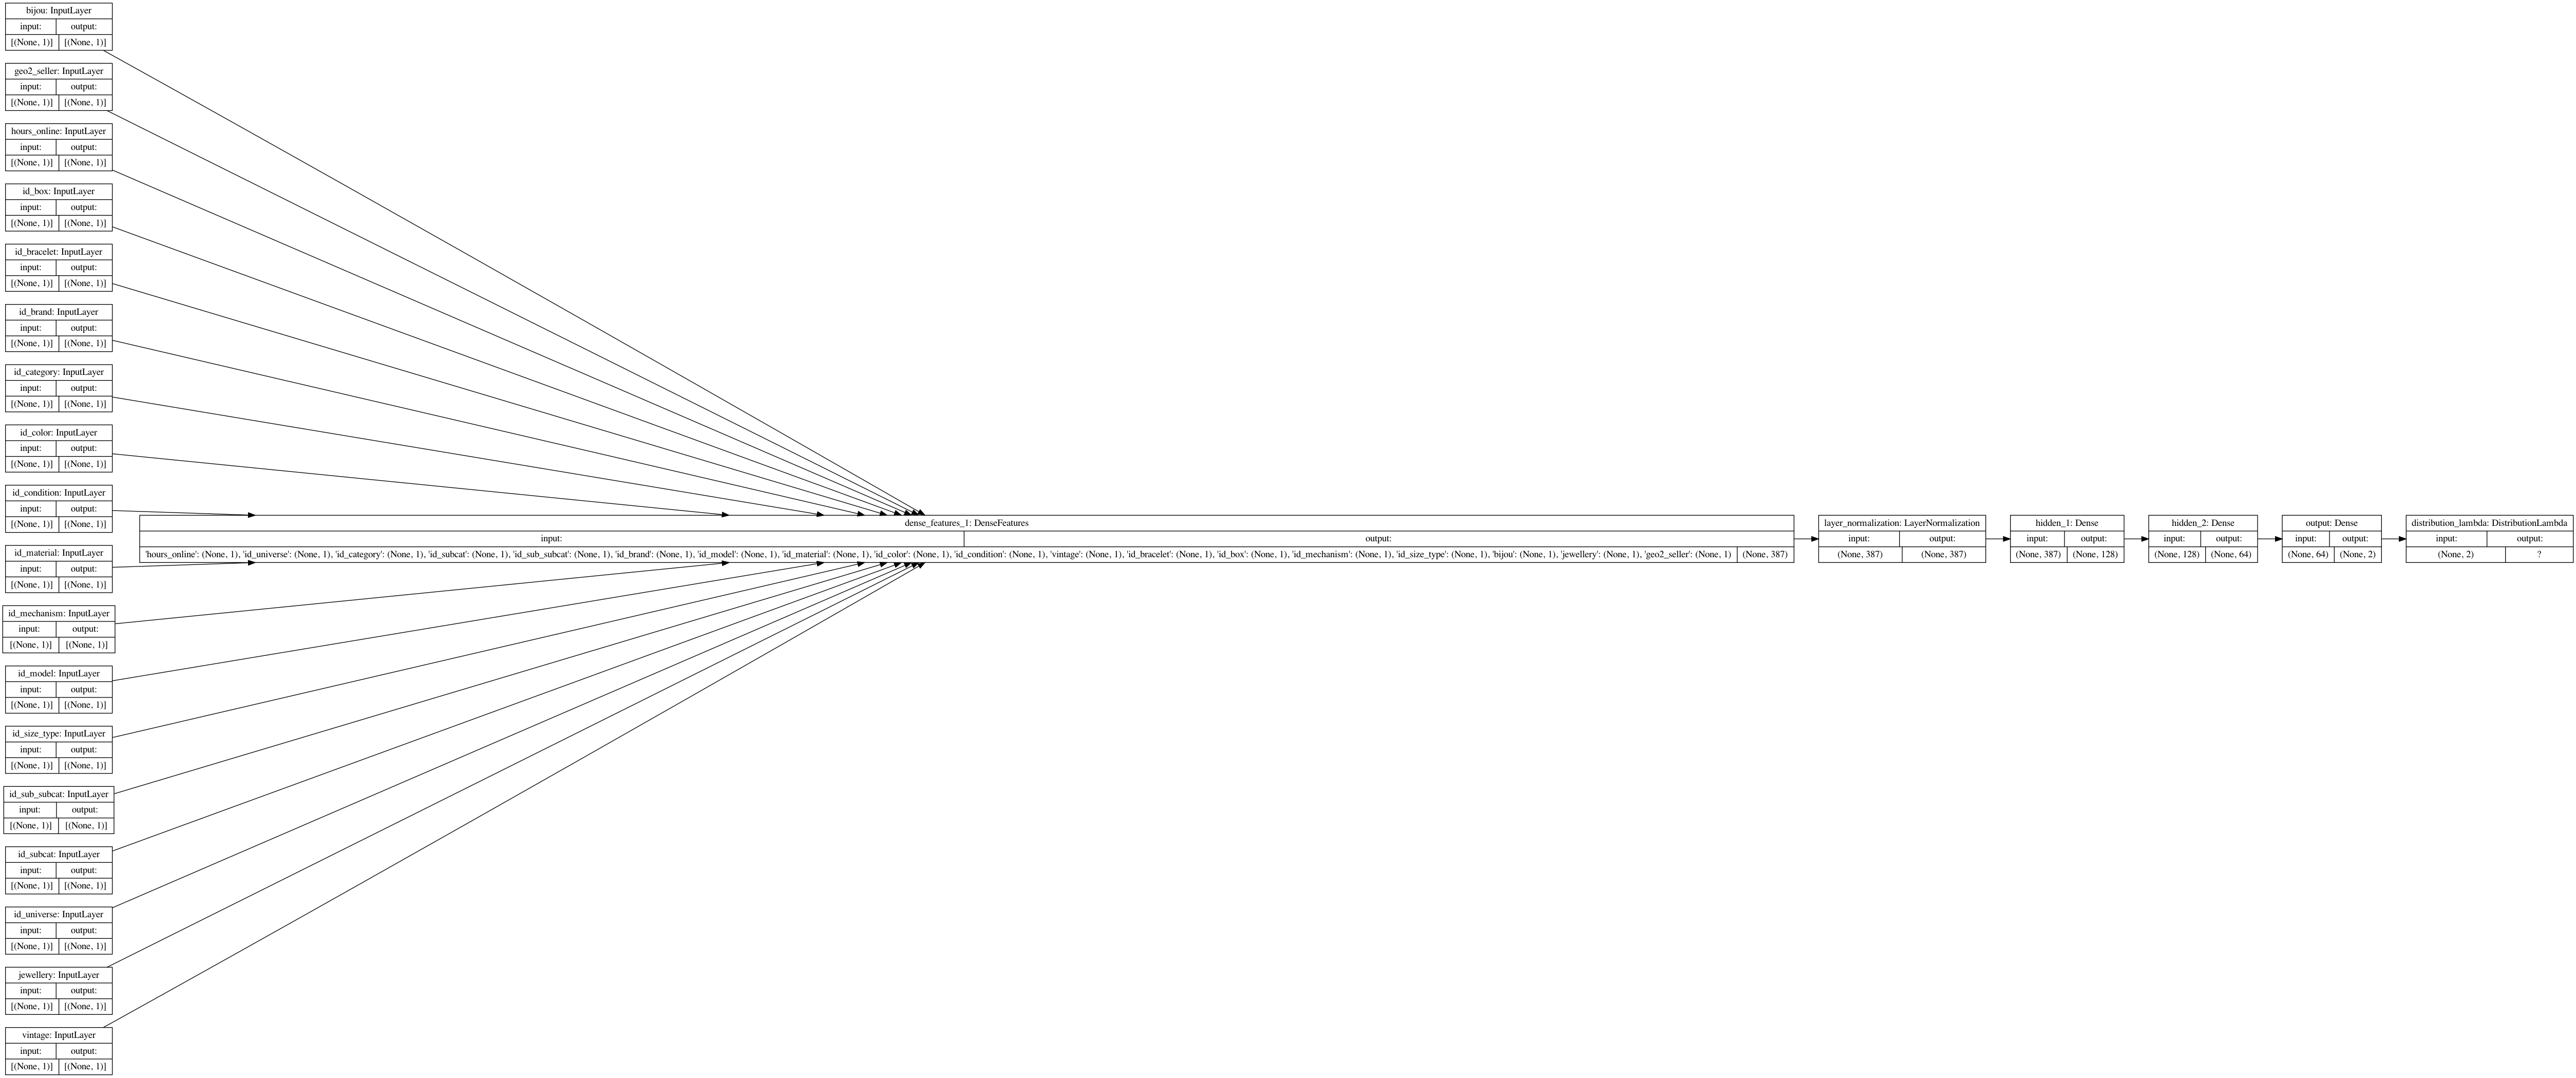 bijou: InputLayer
input: output:
[(None, 1)] [(None, 1)]
geo2_seller: InputLayer
input: output:
[(None, 1)] [(None, 1)]
hours_online: InputLayer
input: output:
[(None, 1)] [(None, 1)]
id_box: InputLayer
input: output:
[(None, 1)] [(None, 1)]
id_bracelet: InputLayer
input: output:
[(None, 1)] [(None, 1)]
id_brand: InputLayer
input: output:
[(None, 1)] [(None, 1)]
id_category: InputLayer
input: output:
[(None, 1)] [(None, 1)]
id_color: InputLayer
input: output:
[(None, 1)] [(None, 1)]
id_condition: InputLayer
input: output:
[(None, 1)] [(None, 1)]
id_material: InputLayer
input: output:
[(None, 1)] [(None, 1)]
id_mechanism: InputLayer
input: output:
[(None, 1)] [(None, 1)]
id_model: InputLayer
input: output:
[(None, 1)] [(None, 1)]
id_size_type: InputLayer
input: output:
[(None, 1)] [(None, 1)]
id_sub_subcat: InputLayer
input: output:
[(None, 1)] [(None, 1)]
id_subcat: InputLayer
input: output:
[(None, 1)] [(None, 1)]
id_universe: InputLayer
input: output:
[(None, 1)] [(None, 1)]
jewellery: InputLayer
input: output:
[(None, 1)] [(None, 1)]
vintage: InputLayer
input: output:
[(None, 1)] [(None, 1)]
dense_features_1: DenseFeatures
input: output:
'hours_online': (None, 1), 'id_universe': (None, 1), 'id_category': (None, 1), 'id_subcat': (None, 1), 'id_sub_subcat': (None, 1), 'id_brand': (None, 1), 'id_model': (None, 1), 'id_material': (None, 1), 'id_color': (None, 1), 'id_condition': (None, 1), 'vintage': (None, 1), 'id_bracelet': (None, 1), 'id_box': (None, 1), 'id_mechanism': (None, 1), 'id_size_type': (None, 1), 'bijou': (None, 1), 'jewellery': (None, 1), 'geo2_seller': (None, 1) (None, 387)
layer_normalization: LayerNormalization
input: output:
(None, 387) (None, 387)
hidden_1: Dense
input: output:
(None, 387) (None, 128)
hidden_2: Dense
input: output:
(None, 128) (None, 64)
output: Dense
input: output:
(None, 64) (None, 2)
distribution_lambda: DistributionLambda
input: output:
(None, 2) ?